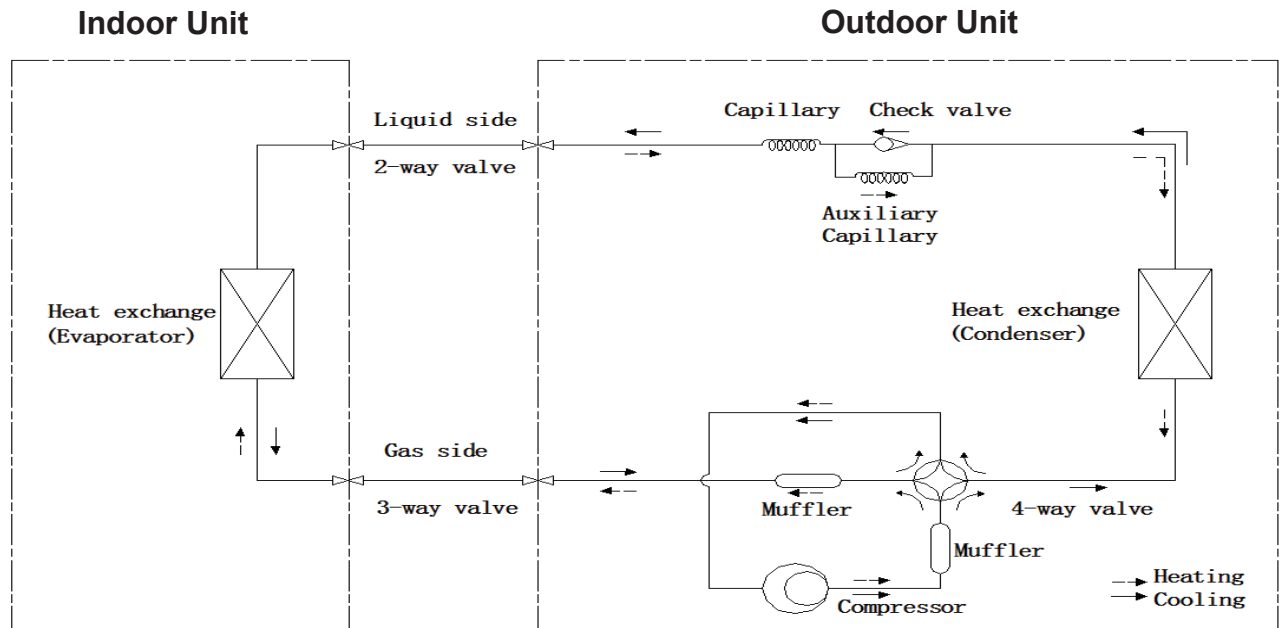 Indoor Unit
Outdoor Unit
Liquid side
2-way valve
Capillary
Check valve
Auxiliary
Capillary
Heat exchange
(Evaporator)
Heat exchange
(Condenser)
Gas side
3-way valve
Muffler
4-way valve
Muffler
Compressor
Heating
Cooling